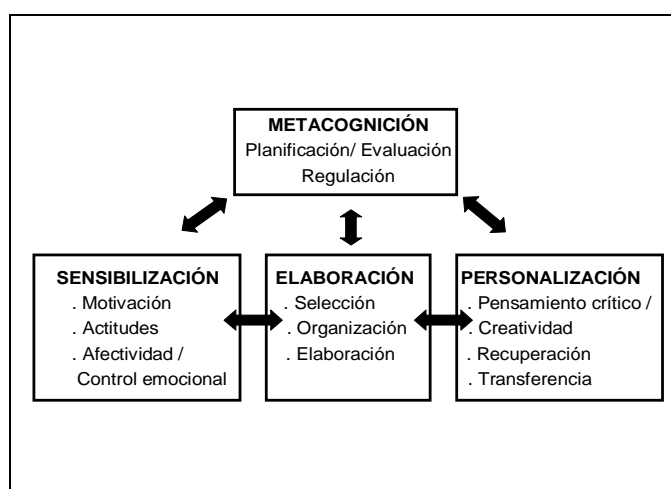 METACOGNICIÓN
Planificación/ Evaluación
Regulación
SENSIBILIZACIÓN
. Motivación
. Actitudes
. Afectividad /
Control emocional
ELABORACIÓN
. Selección
. Organización
. Elaboración
PERSONALIZACIÓN
. Pensamiento crítico /
. Creatividad
. Recuperación
. Transferencia